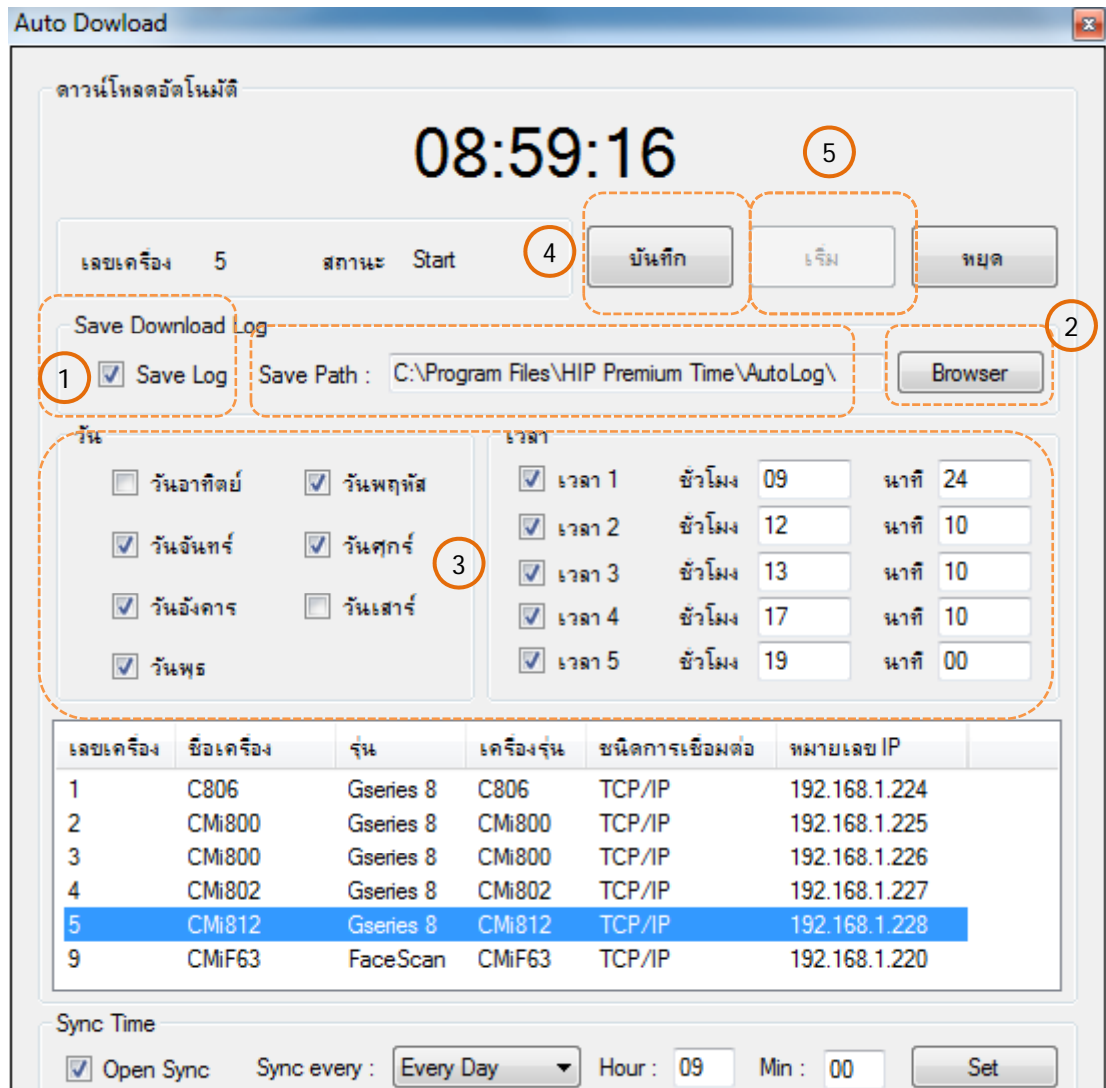 Auto Dowload
ดาวน์โหลดอัตโนมัติ
08:59:16
5
เลขเครื่อง 5 สถานะ Start 4 บันทึก เริ่ม หยุด
Save Download Log
2
1 Save Log Save Path : C:\Program Files\HIP Premium Time\AutoLog\ Browser
วัน เวลา
วันอาทิตย์ วันพฤหัส เวลา 1 ชั่วโมง 09 นาที 24
วันจันทร์ วันศุกร์ เวลา 2 ชั่วโมง 12 นาที 10
3
วันอังคาร วันเสาร์ เวลา 3 ชั่วโมง 13 นาที 10
เวลา 4 ชั่วโมง 17 นาที 10
วันพุธ เวลา 5 ชั่วโมง 19 นาที 00
เลขเครื่อง ชื่อเครื่อง รุ่น เครื่องรุ่น ชนิดการเชื่อมต่อ หมายเลข IP
1 C806 Gseries 8 C806 TCP/IP 192.168.1.224
2 CMi800 Gseries 8 CMi800 TCP/IP 192.168.1.225
3 CMi800 Gseries 8 CMi800 TCP/IP 192.168.1.226
4 CMi802 Gseries 8 CMi802 TCP/IP 192.168.1.227
5 CMi812 Gseries 8 CMi812 TCP/IP 192.168.1.228
9 CMiF63 FaceScan CMiF63 TCP/IP 192.168.1.220
Sync Time
Open Sync Sync every : Every Day Hour : 09 Min : 00 Set